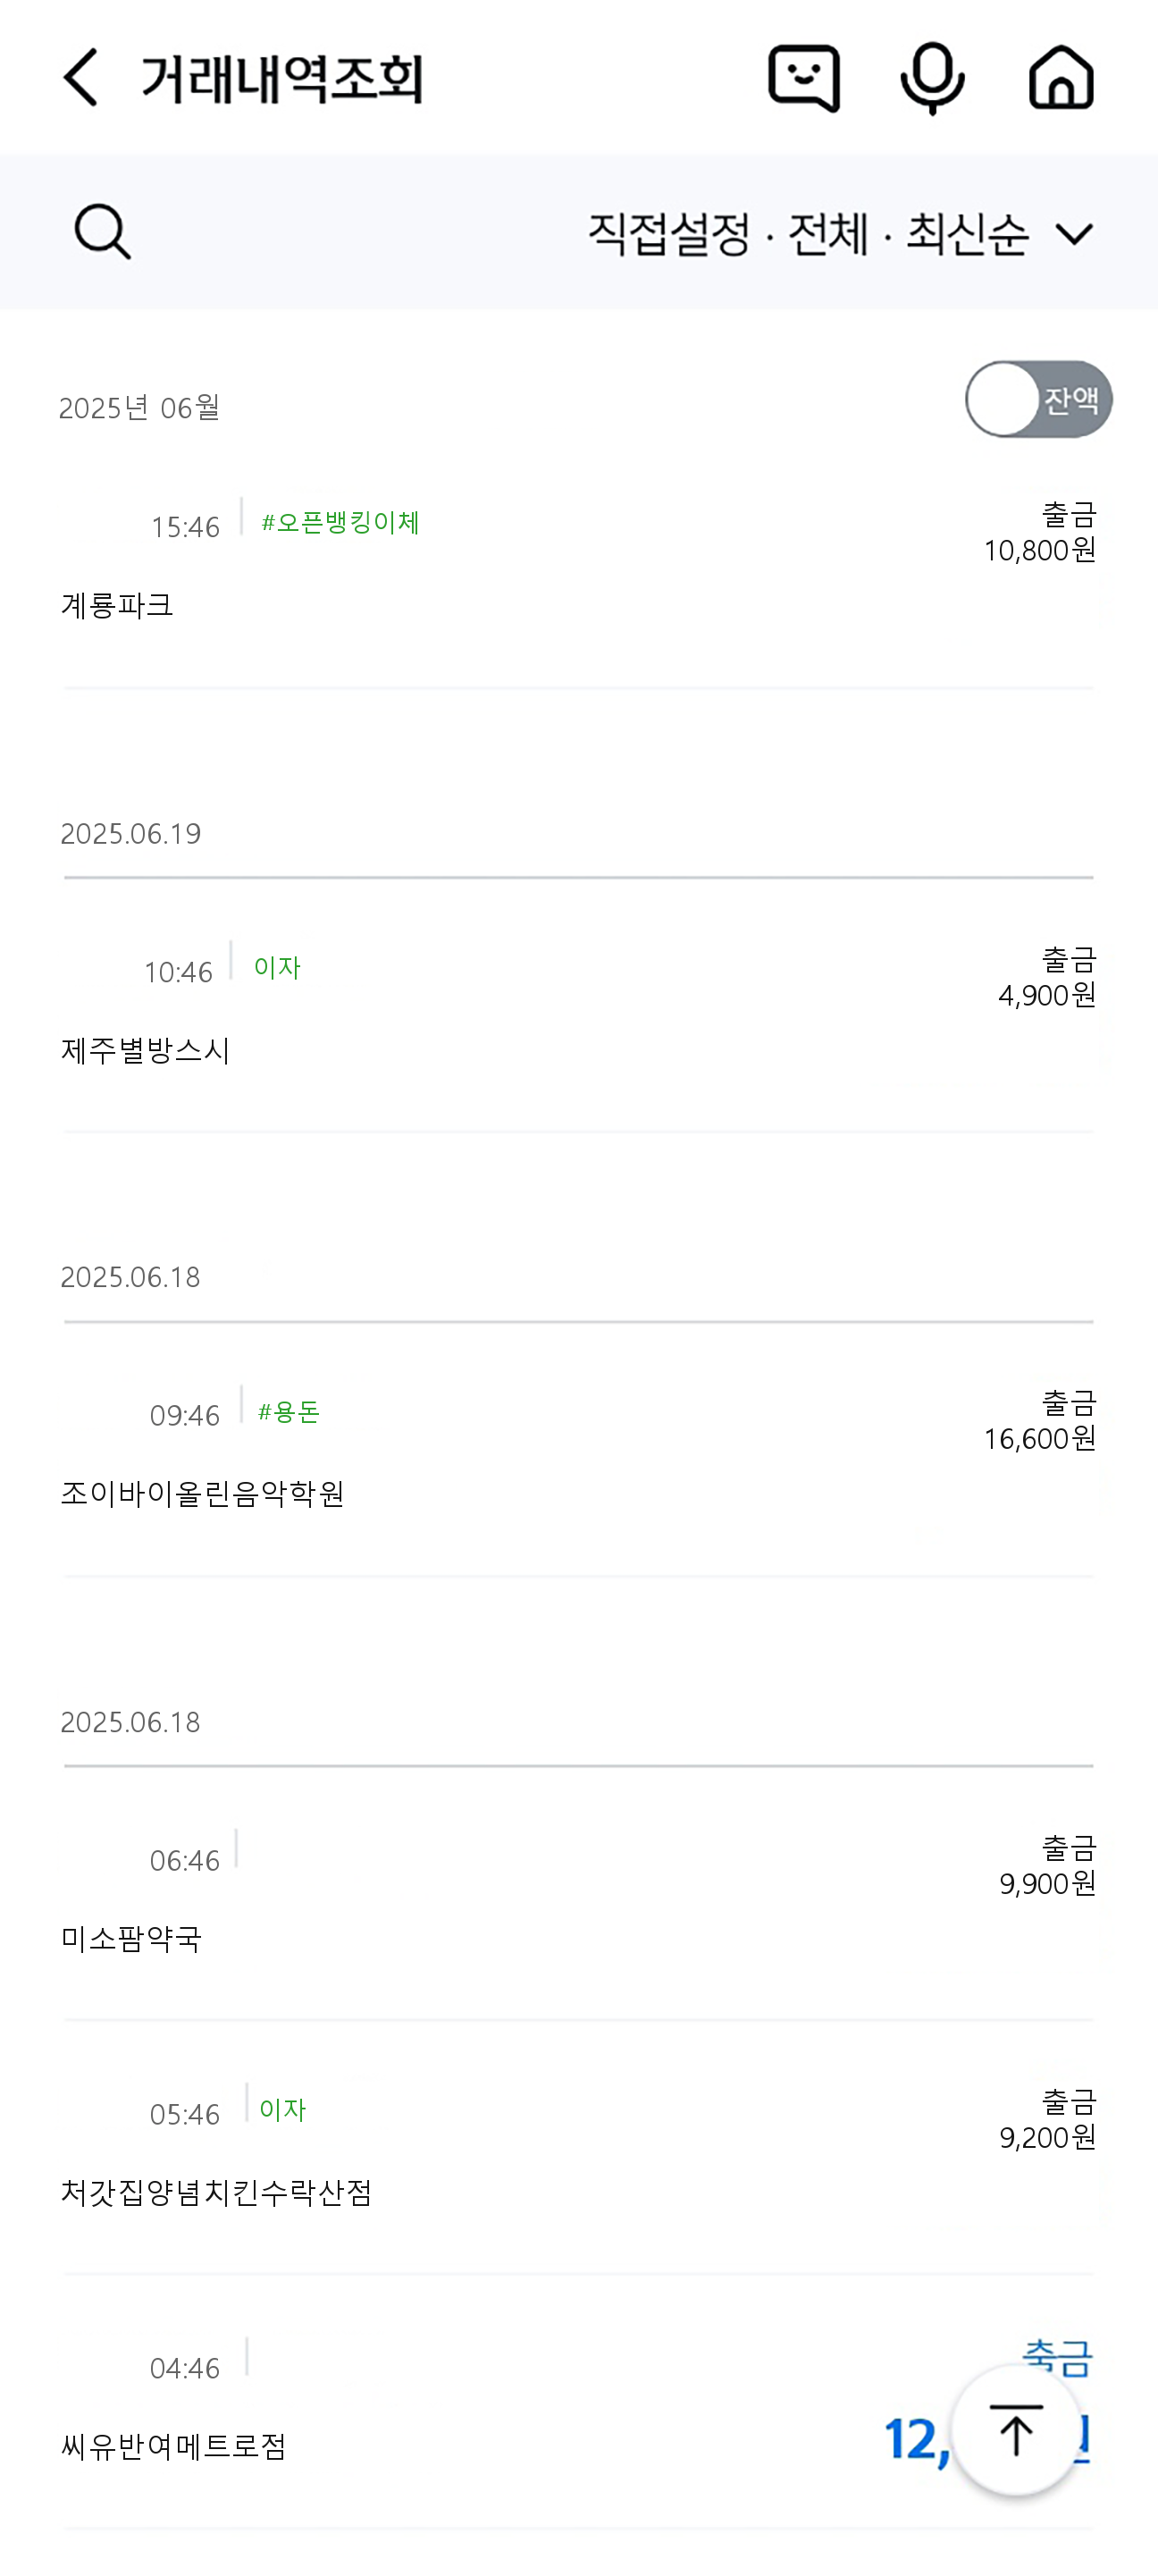 거래내역조회
직접설정 · 전체 · 최신순
2025년 06월
잔액
15:46 #오픈뱅킹이체
출금
10,800원
계룡파크
2025.06.19
10:46 이자
출금
4,900원
제주별방스시
2025.06.18
09:46 #용돈
출금
16,600원
조이바이올린음악학원
2025.06.18
06:46
출금
9,900원
미소팜약국
05:46 이자
출금
9,200원
처갓집양념치킨수락산점
04:46
12,
씨유반여메트로점